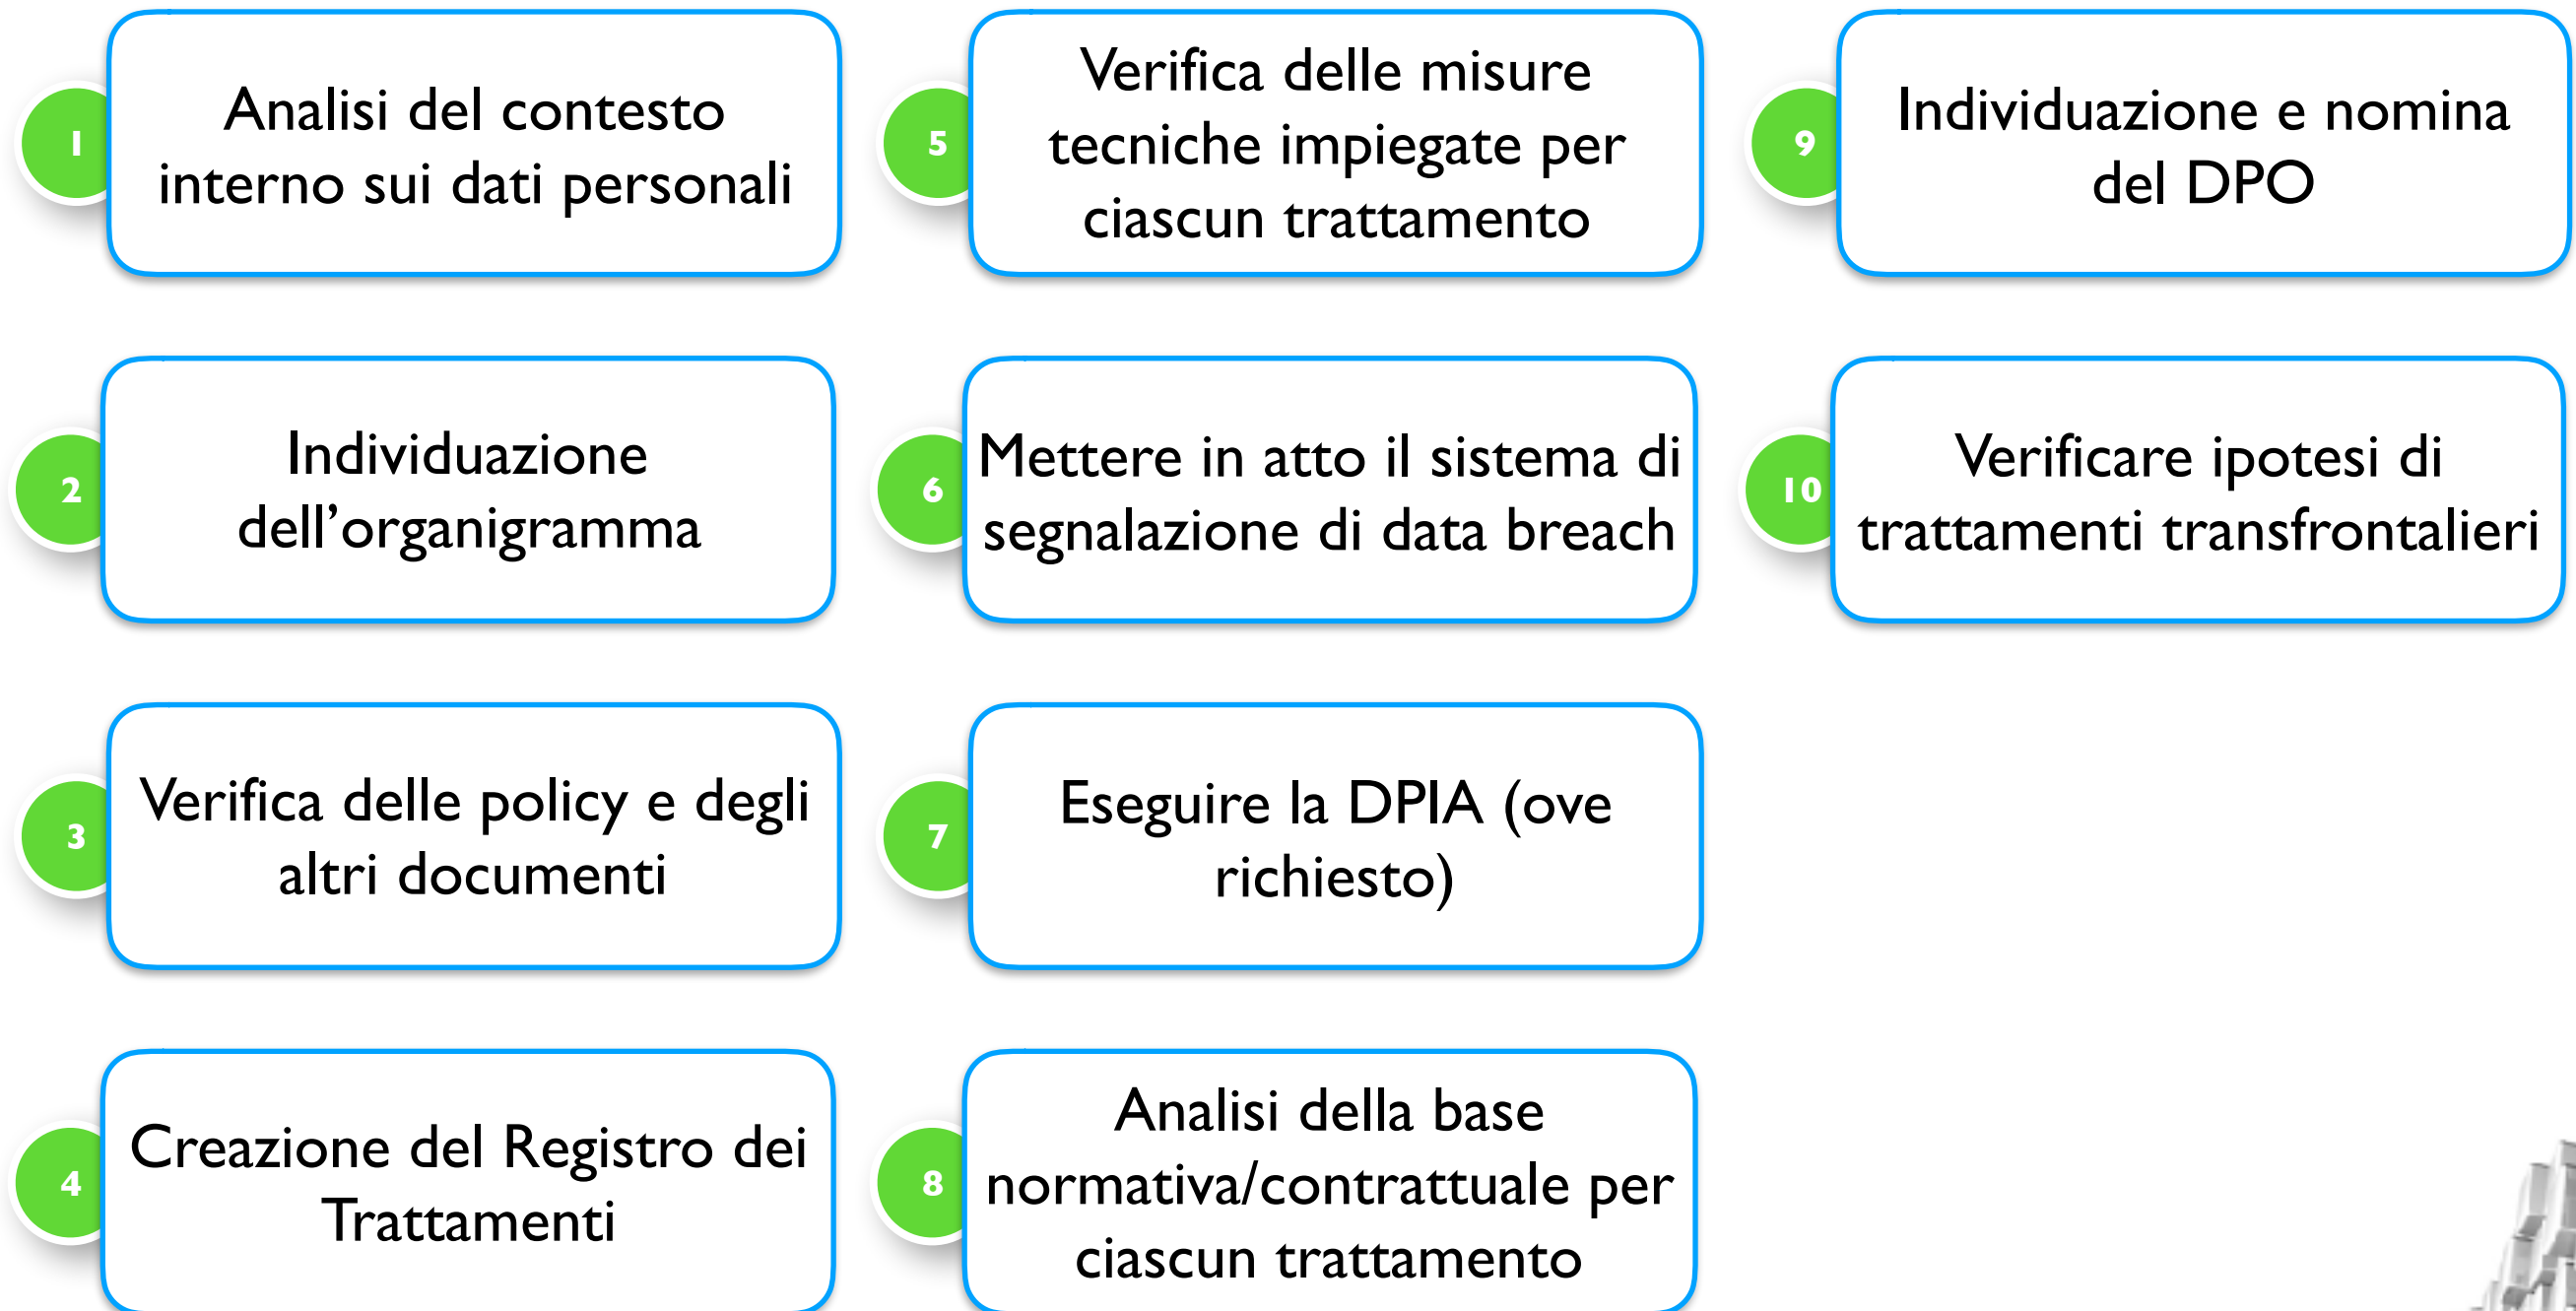 1
Analisi del contesto
interno sui dati personali
2
Individuazione
dell’organigramma
3
Verifica delle policy e degli
altri documenti
4
Creazione del Registro dei
Trattamenti
5
Verifica delle misure
tecniche impiegate per
ciascun trattamento
6
Mettere in atto il sistema di
segnalazione di data breach
7
Eseguire la DPIA (ove
richiesto)
8
Analisi della base
normativa/contrattuale per
ciascun trattamento
9
Individuazione e nomina
del DPO
10
Verificare ipotesi di
trattamenti transfrontalieri